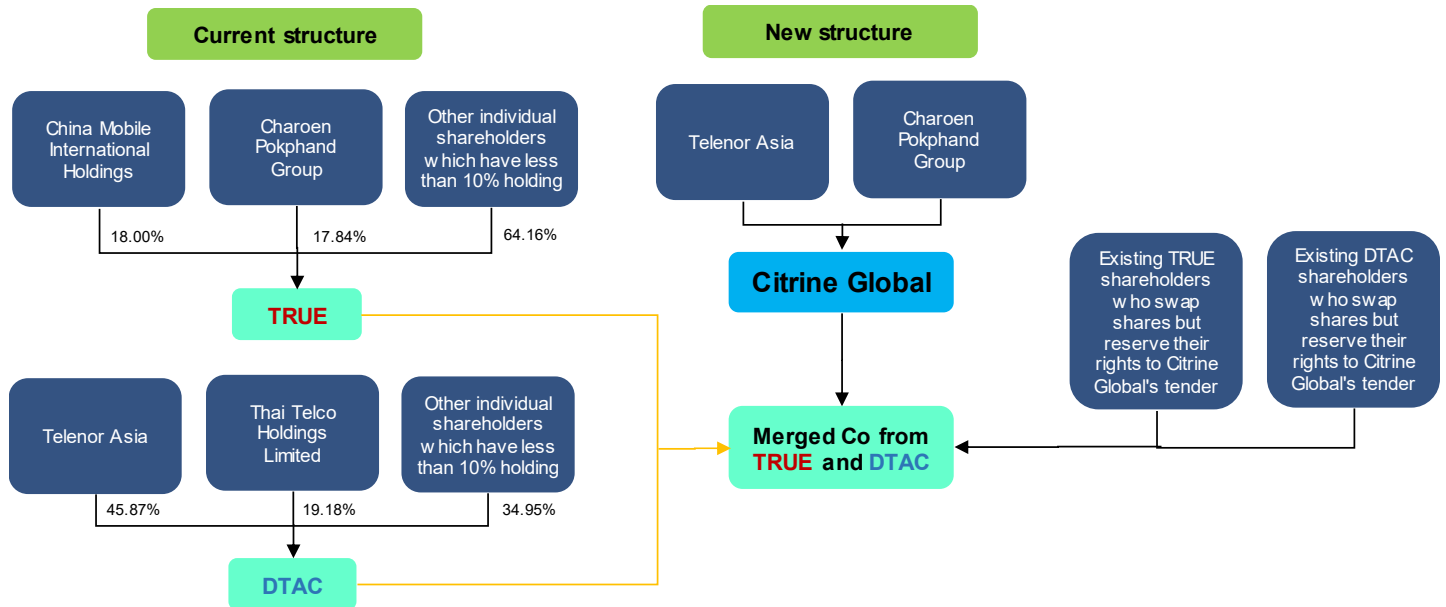 Current structure
China Mobile
International
Holdings
Charoen
Pokphand
Group
Other individual
shareholders
which have less
than 10% holding
18.00%
17.84%
64.16%
TRUE
Telenor Asia
Thai Telco
Holdings
Limited
Other individual
shareholders
which have less
than 10% holding
45.87%
19.18%
34.95%
DTAC
New structure
Telenor Asia
Charoen
Pokphand
Group
Citrine Global
Existing TRUE
shareholders
who swap
shares but
reserve their
rights to Citrine
Global's tender
Existing DTAC
shareholders
who swap
shares but
reserve their
rights to Citrine
Global's tender
Merged Co from
TRUE and DTAC